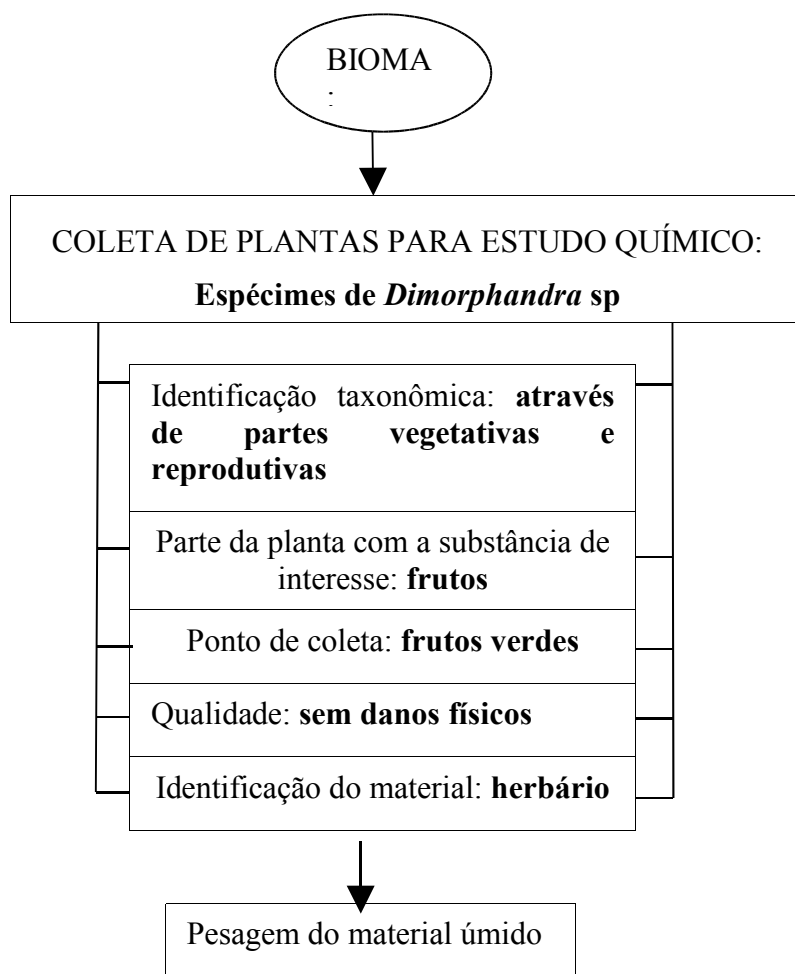 BIOMA
:
COLETA DE PLANTAS PARA ESTUDO QUÍMICO:
Espécimes de Dimorphandra sp
Identificação taxonômica: através
de partes vegetativas e
reprodutivas
Parte da planta com a substância de
interesse: frutos
Ponto de coleta: frutos verdes
Qualidade: sem danos físicos
Identificação do material: herbário
Pesagem do material úmido